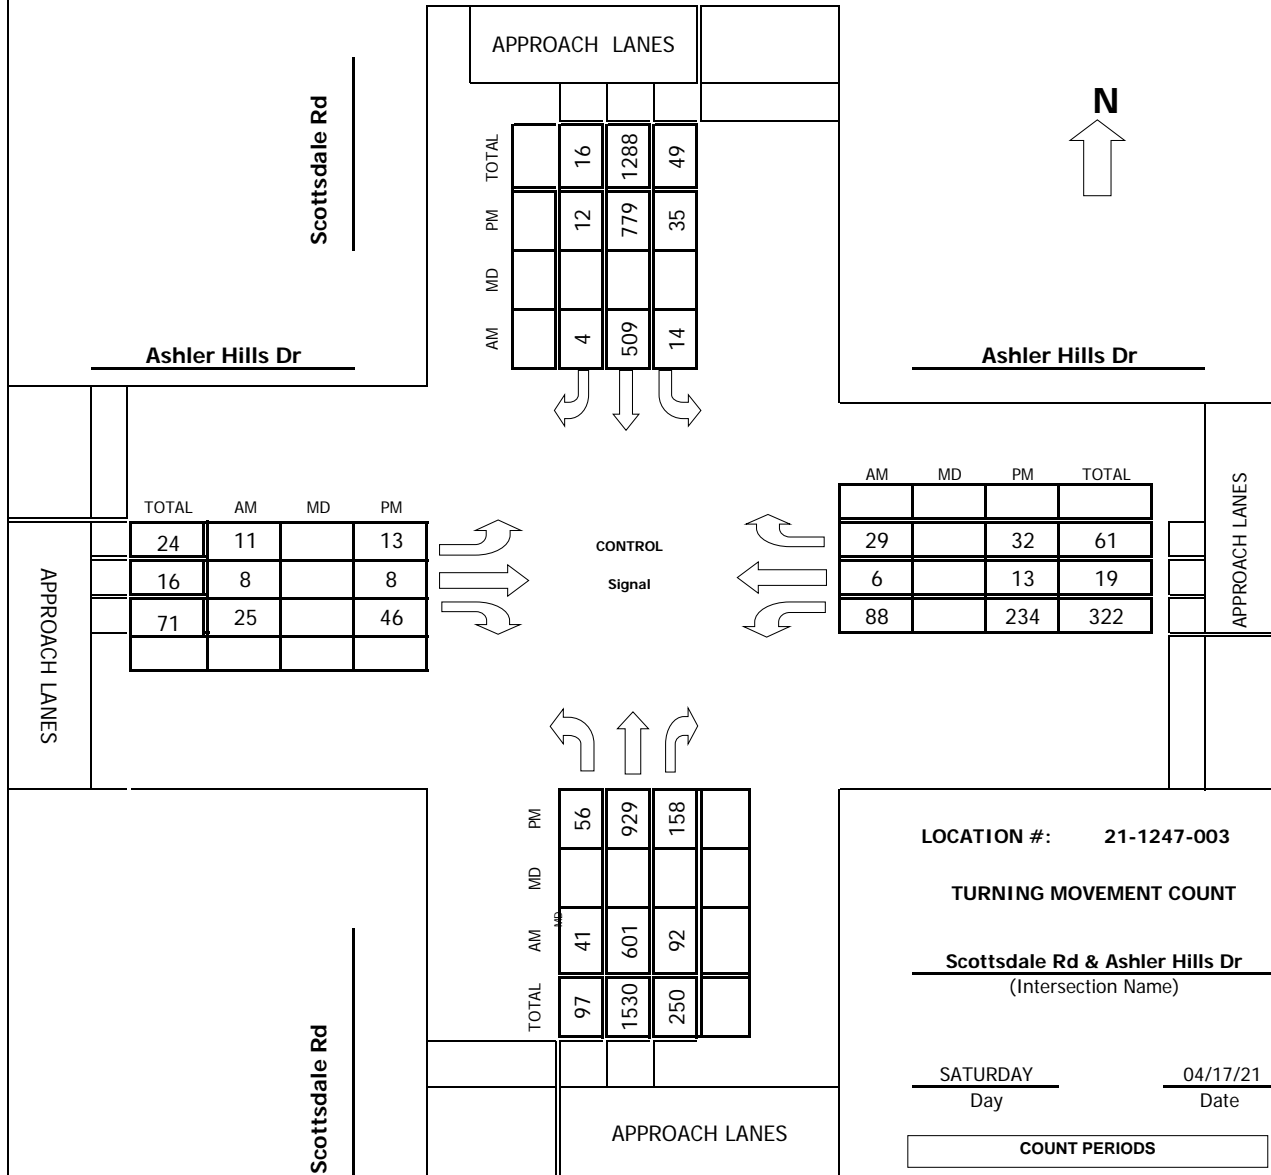 APPROACH LANES
Scottsdale Rd
N
TOTAL 16 1288 49
PM 12 779 35
MD
AM 4 509 14
Ashler Hills Dr
Ashler Hills Dr
TOTAL AM MD PM
24 11 13
16 8 8
71 25 46
APPROACH LANES
CONTROL
Signal
AM MD PM TOTAL
29 32 61
6 13 19
88 234 322
APPROACH LANES
PM 56 929 158
MD
MD
AM 41 601 92
TOTAL 97 1530 250
Scottsdale Rd
APPROACH LANES
LOCATION #: 21-1247-003
TURNING MOVEMENT COUNT
Scottsdale Rd & Ashler Hills Dr
(Intersection Name)
SATURDAY 04/17/21
Day Date
COUNT PERIODS